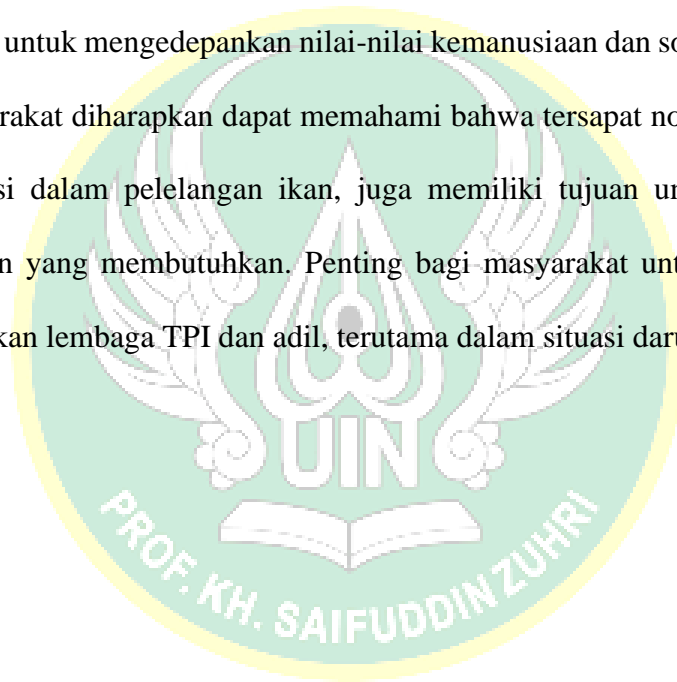 untuk mengedepankan nilai-nilai kemanusiaan dan so
rakat diharapkan dapat memahami bahwa tersapat no
si dalam pelelangan ikan, juga memiliki tujuan un
n yang membutuhkan. Penting bagi masyarakat unt
kan lembaga TPI dan adil, terutama dalam situasi daru
UIN
PROF. KH. SAIFUDDIN ZUHRI